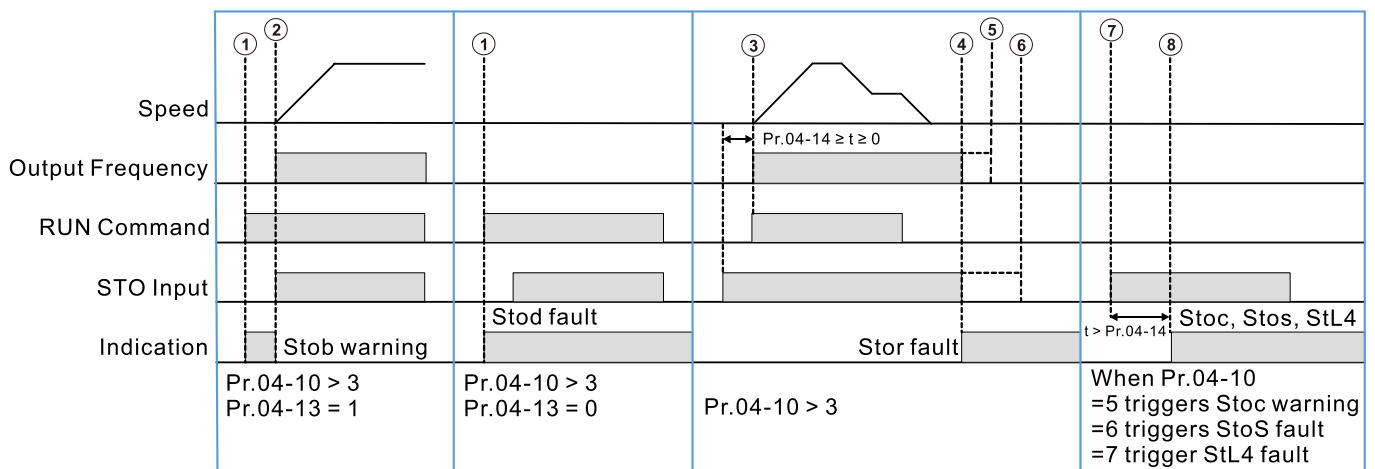 ① ② ① ③ ④ ⑤ ⑥ ⑦ ⑧
Speed
Pr.04-14 ≥ t ≥ 0
Output Frequency
RUN Command
STO Input
Stod fault
Stoc, Stos, StL4
t > Pr.04-14
Indication
Stob warning
Stor fault
Pr.04-10 > 3
Pr.04-13 = 1
Pr.04-10 > 3
Pr.04-13 = 0
Pr.04-10 > 3
When Pr.04-10
=5 triggers Stoc warning
=6 triggers StoS fault
=7 trigger StL4 fault